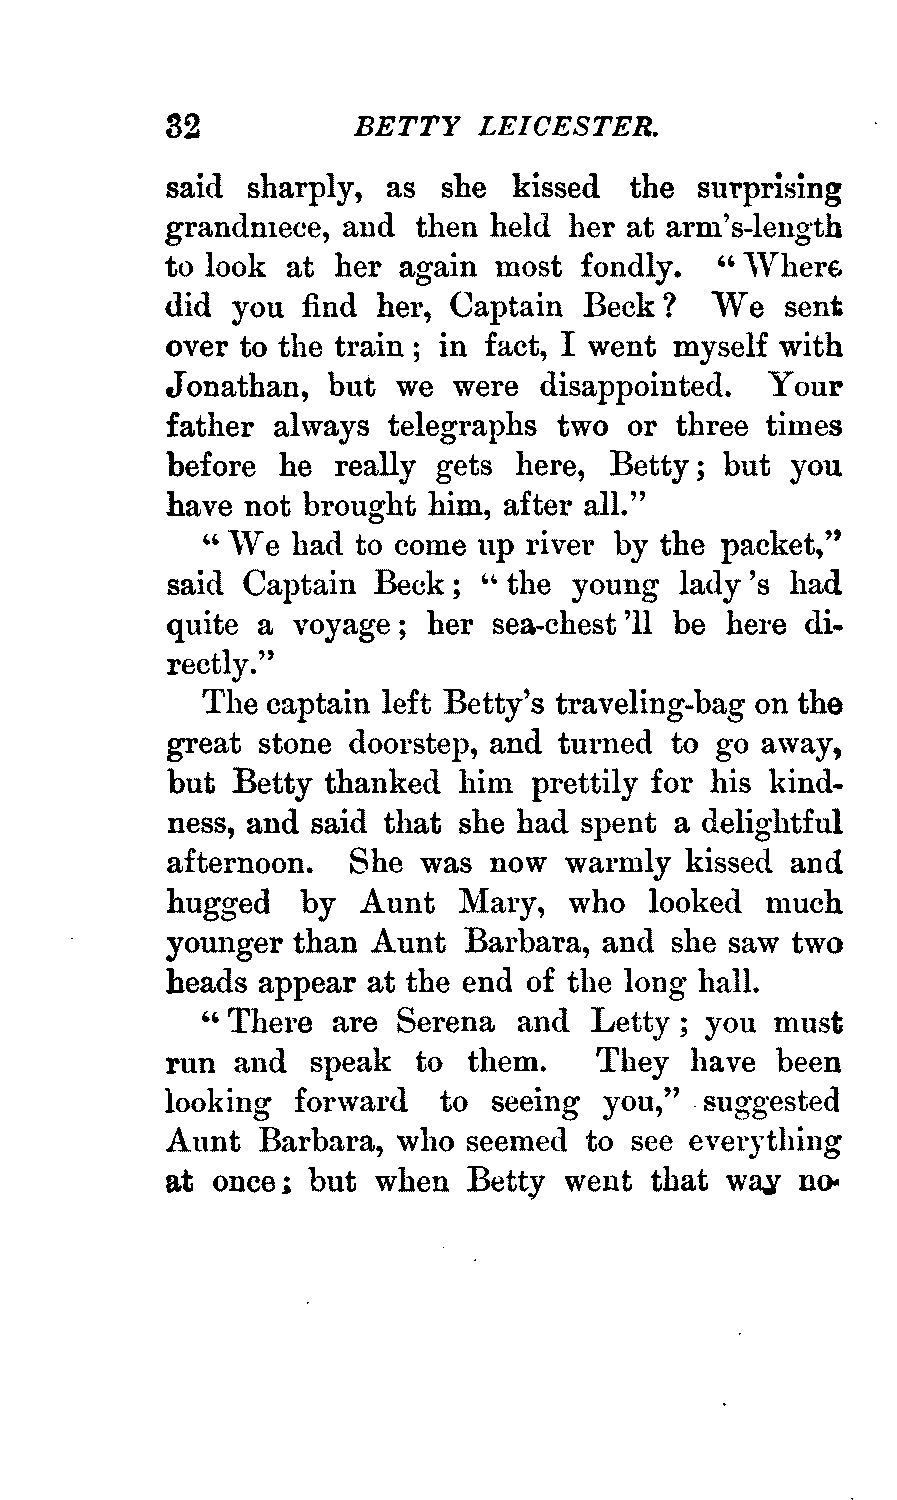 32 BETTY LEICESTER.
said sharply, as she kissed the surprising
grandniece, and then held her at arm's-length
to look at her again most fondly. "Where
did you find her, Captain Beck? We sent
over to the train; in fact, I went myself with
Jonathan, but we were disappointed. Your
father always telegraphs two or three times
before he really gets here, Betty; but you
have not brought him, after all."
"We had to come up river by the packet,"
said Captain Beck; "the young lady's had
quite a voyage; her sea-chest'll be here di-
rectly."
The captain left Betty's traveling-bag on the
great stone doorstep, and turned to go away,
but Betty thanked him prettily for his kind-
ness, and said that she had spent a delightful
afternoon. She was now warmly kissed and
hugged by Aunt Mary, who looked much
younger than Aunt Barbara, and she saw two
heads appear at the end of the long hall.
"There are Serena and Letty; you must
run and speak to them. They have been
looking forward to seeing you," suggested
Aunt Barbara, who seemed to see everything
at once; but when Betty went that way no-